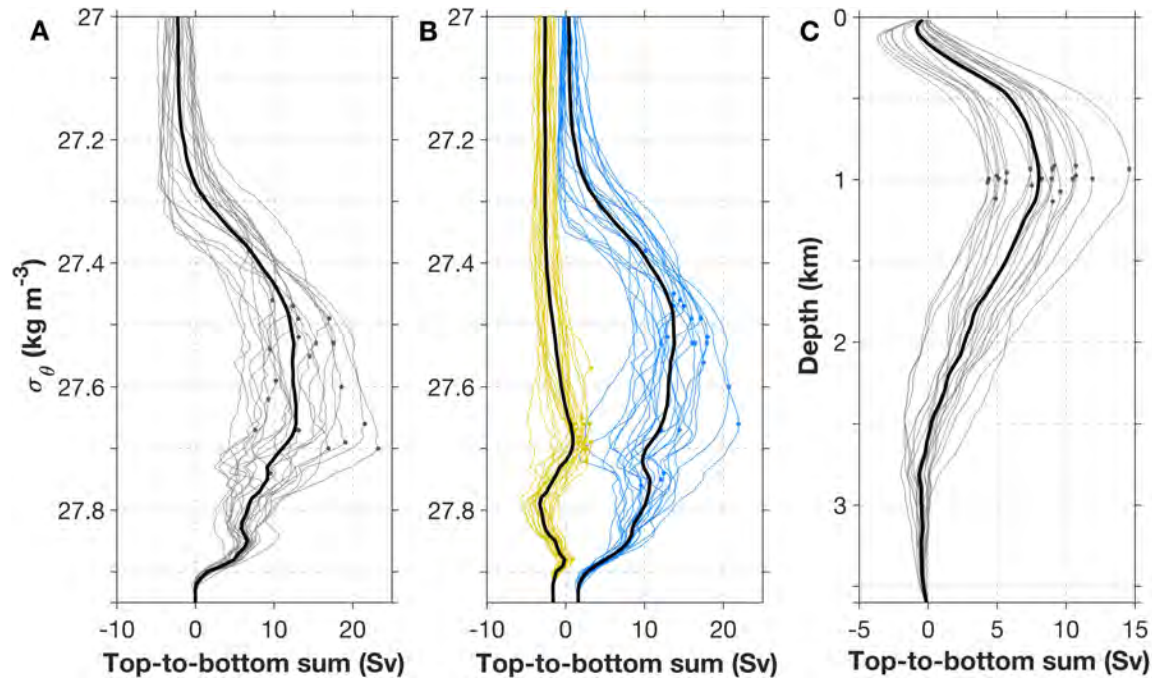 A
27
27.2
27.4
27.6
27.8
σθ (kg m-3)
-10 0 10 20
Top-to-bottom sum (Sv)
B
27
27.2
27.4
27.6
27.8
-10 0 10 20
Top-to-bottom sum (Sv)
C
0
1
2
3
Depth (km)
-5 0 5 10 15
Top-to-bottom sum (Sv)